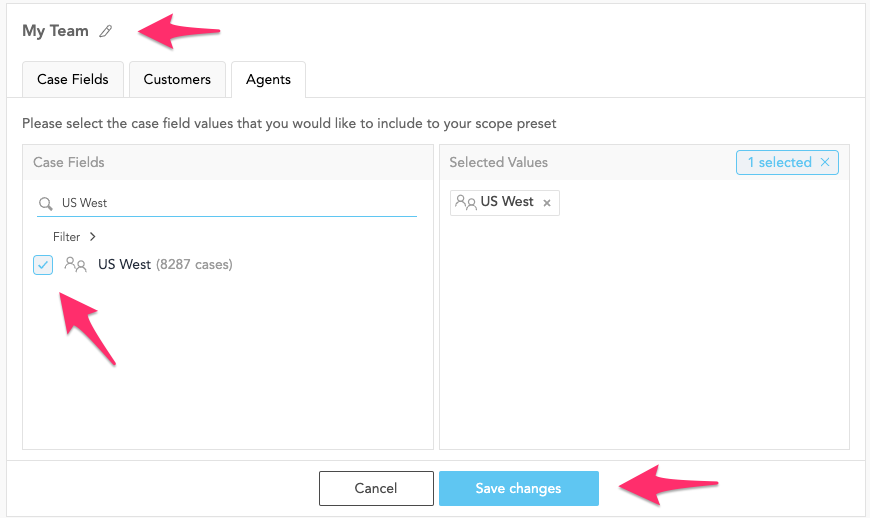 My Team
Case Fields
Customers
Agents
Please select the case field values that you would like to include to your scope preset
Case Fields
Selected Values
1 selected ×
US West
US West ×
Filter >
US West (8287 cases)
Cancel
Save changes